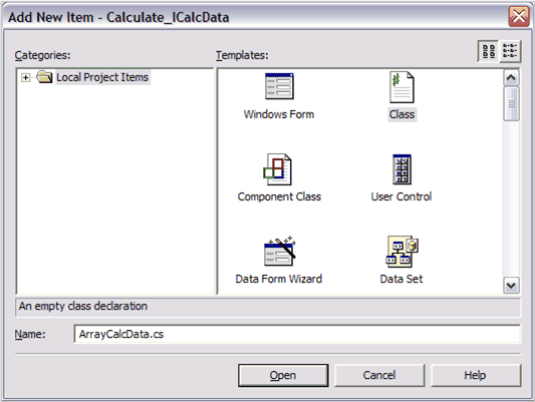 Add New Item - Calculate_ICalcData
Categories:
Templates:
Local Project Items
Windows Form
Class
Component Class
User Control
Data Form Wizard
Data Set
An empty class declaration
Name:
ArrayCalcData.cs
Open
Cancel
Help